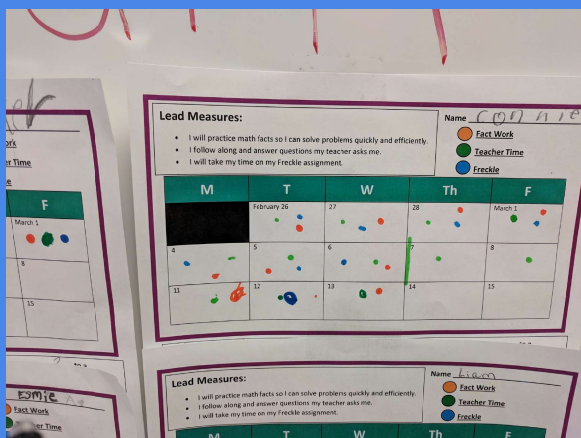 Lead Measures:
• I will practice math facts so I can solve problems quickly and efficiently.
• I follow along and answer questions my teacher asks me.
• I will take my time on my Freckle assignment.
Name Connie
Fact Work
Teacher Time
Freckle
M T W Th F
February 26 27 28 March 1
4 5 6 7 8
11 12 13 14 15
Time
F
March 1
8
15
Esmie
Fact Work
Time
Lead Measures:
• I will practice math facts so I can solve problems quickly and efficiently.
• I follow along and answer questions my teacher asks me.
• I will take my time on my Freckle assignment.
Name Liam
Fact Work
Teacher Time
Freckle
M T W Th F